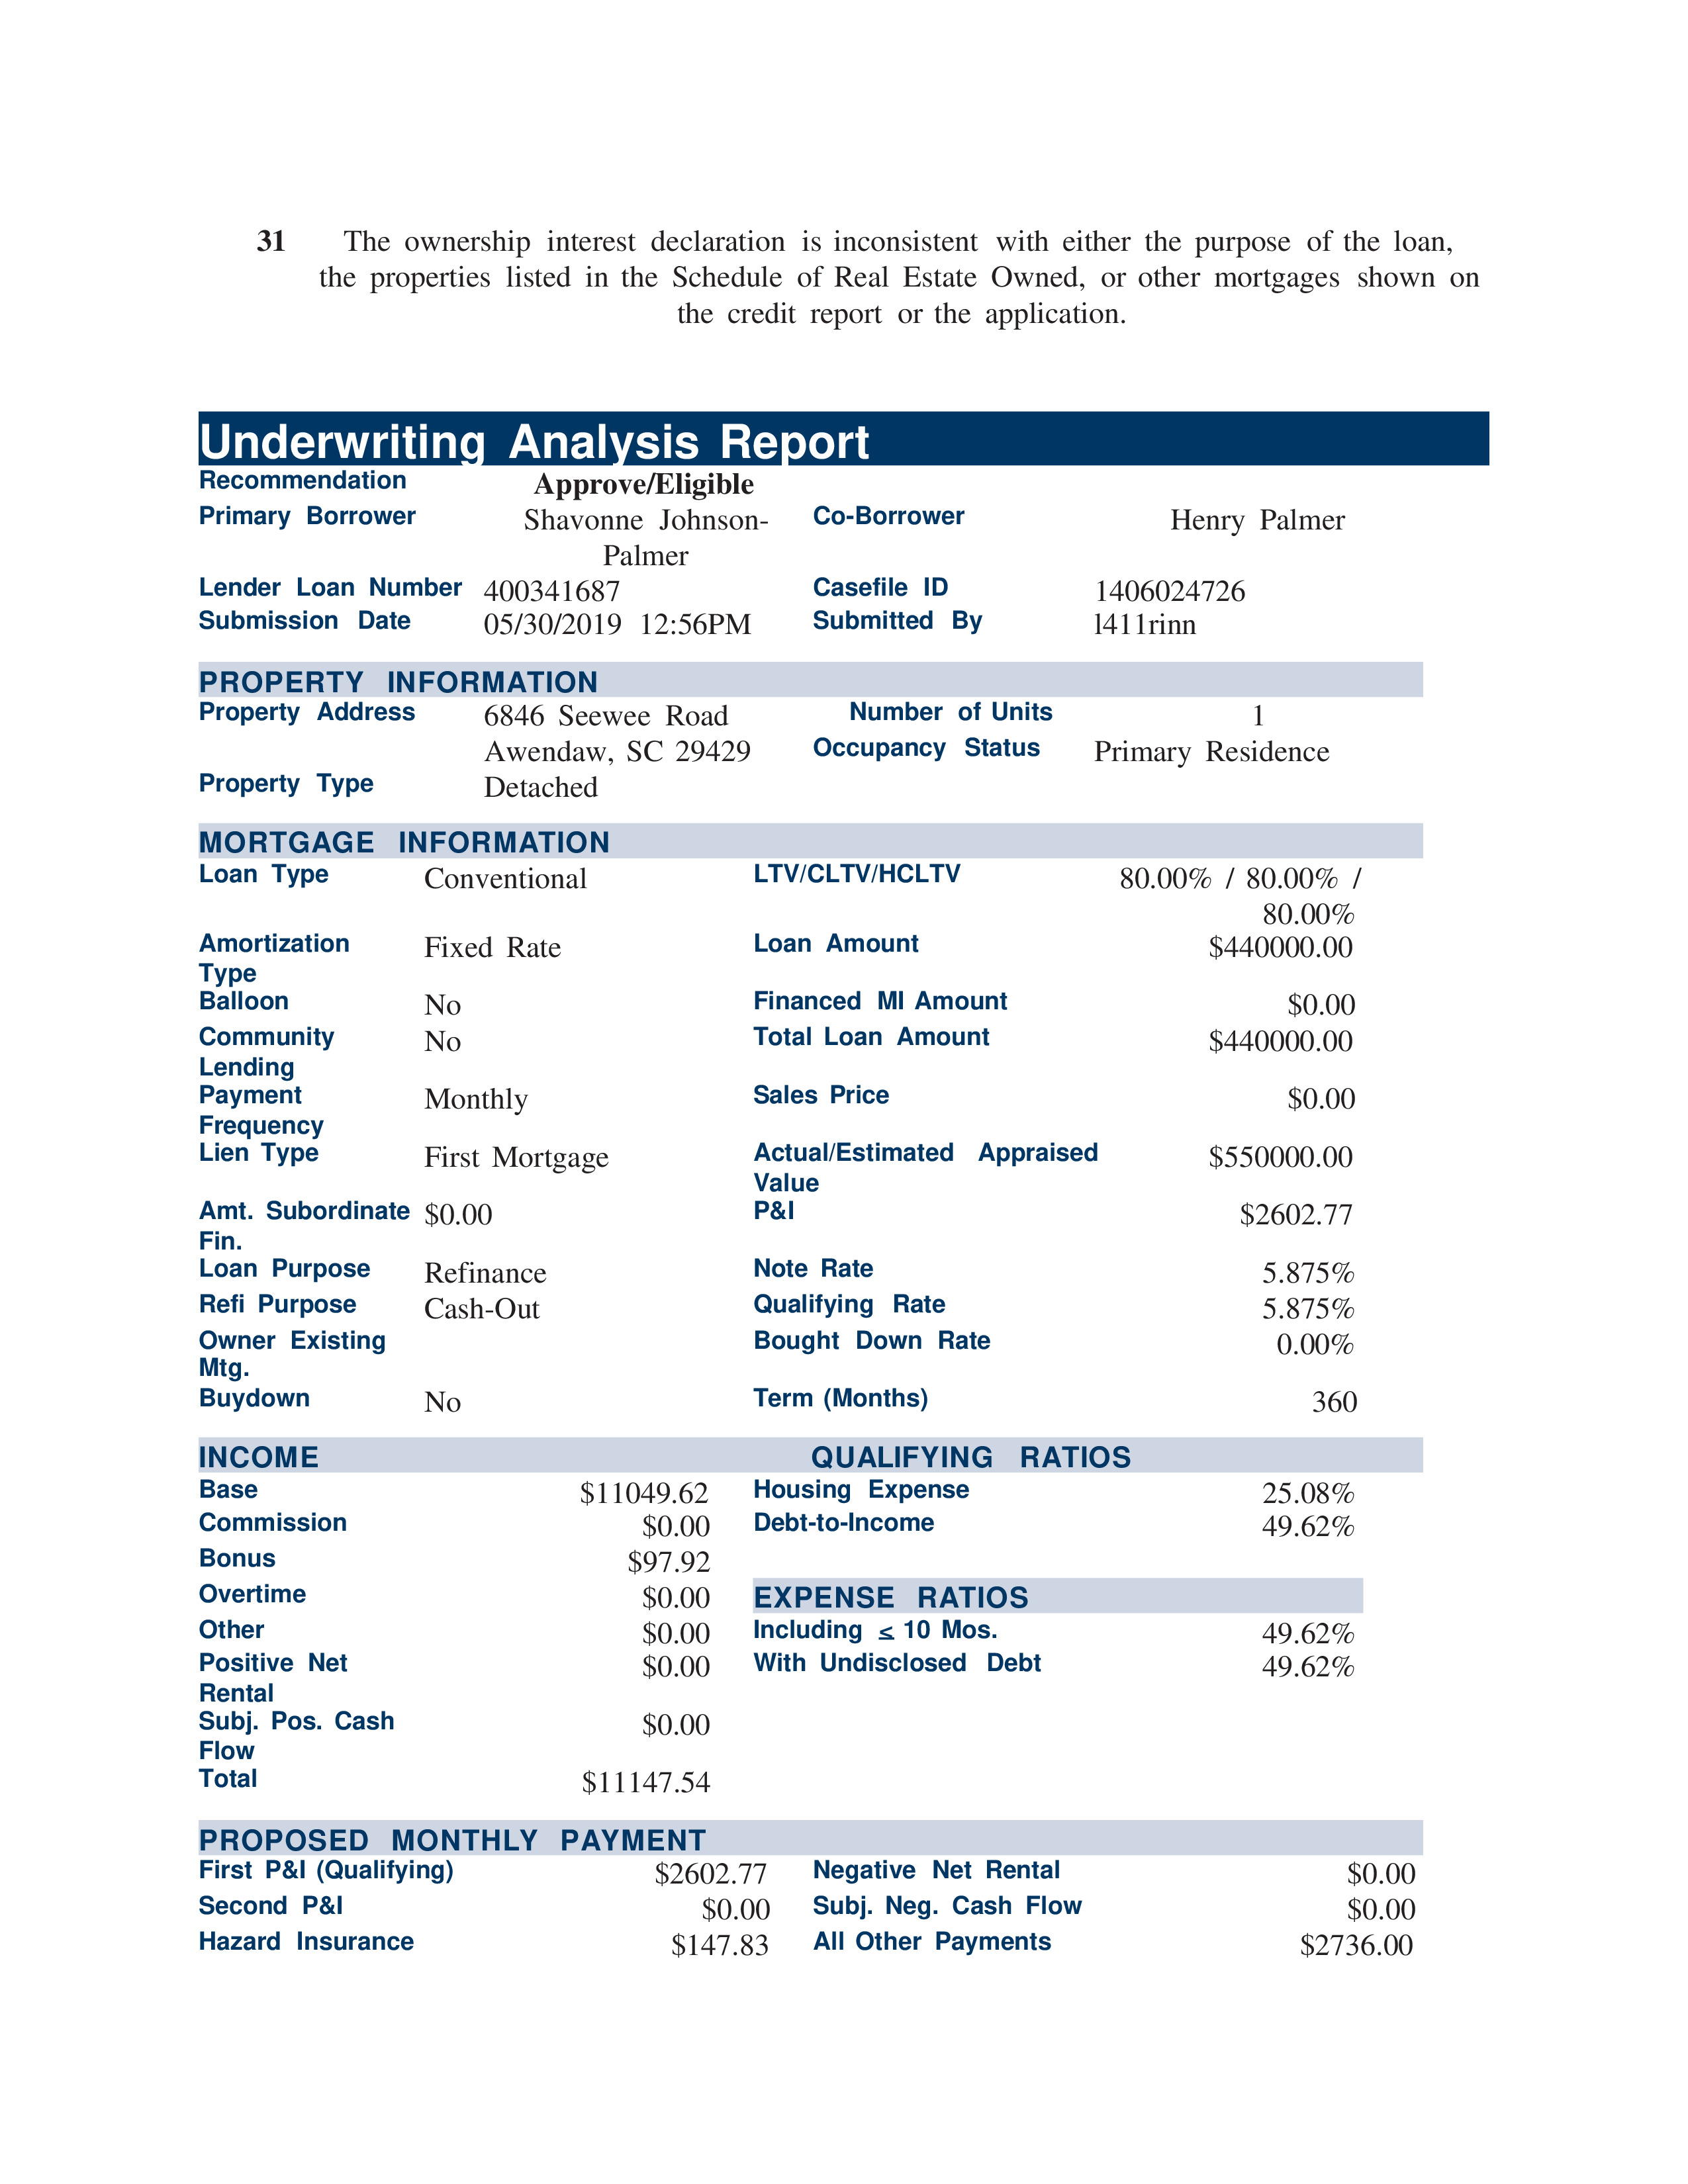 31 The ownership interest declaration is inconsistent with either the purpose of the loan,
the properties listed in the Schedule of Real Estate Owned, or other mortgages shown on
the credit report or the application.
Underwriting Analysis Report
Recommendation Approve/Eligible
Primary Borrower Shavonne Johnson- Co-Borrower Henry Palmer
Palmer
Lender Loan Number 400341687 Casefile ID 1406024726
Submission Date 05/30/2019 12:56PM Submitted By l411rinn
PROPERTY INFORMATION
Property Address 6846 Seewee Road Number of Units 1
Awendaw, SC 29429 Occupancy Status Primary Residence
Property Type Detached
MORTGAGE INFORMATION
Loan Type Conventional LTV/CLTV/HCLTV 80.00% / 80.00% /
80.00%
Amortization Fixed Rate Loan Amount $440000.00
Type
Balloon No Financed MI Amount $0.00
Community No Total Loan Amount $440000.00
Lending
Payment Monthly Sales Price $0.00
Frequency
Lien Type First Mortgage Actual/Estimated Appraised $550000.00
Value
Amt. Subordinate $0.00 P&I $2602.77
Fin.
Loan Purpose Refinance Note Rate 5.875%
Refi Purpose Cash-Out Qualifying Rate 5.875%
Owner Existing Bought Down Rate 0.00%
Mtg.
Buydown No Term (Months) 360
INCOME QUALIFYING RATIOS
Base $11049.62 Housing Expense 25.08%
Commission $0.00 Debt-to-Income 49.62%
Bonus $97.92
Overtime $0.00 EXPENSE RATIOS
Other $0.00 Including ≤ 10 Mos. 49.62%
Positive Net $0.00 With Undisclosed Debt 49.62%
Rental
Subj. Pos. Cash $0.00
Flow
Total $11147.54
PROPOSED MONTHLY PAYMENT
First P&I (Qualifying) $2602.77 Negative Net Rental $0.00
Second P&I $0.00 Subj. Neg. Cash Flow $0.00
Hazard Insurance $147.83 All Other Payments $2736.00